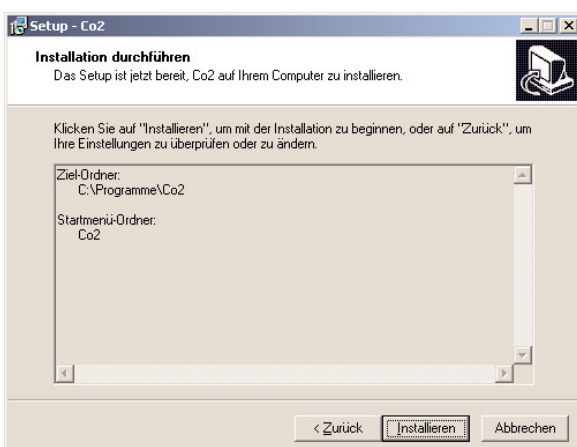 Setup - Co2
Installation durchführen
Das Setup ist jetzt bereit, Co2 auf Ihrem Computer zu installieren.
Klicken Sie auf "Installieren", um mit der Installation zu beginnen, oder auf "Zurück", um
Ihre Einstellungen zu überprüfen oder zu ändern.
Ziel-Ordner:
C:\Programme\Co2
Startmenü-Ordner:
Co2
< Zurück
Installieren
Abbrechen